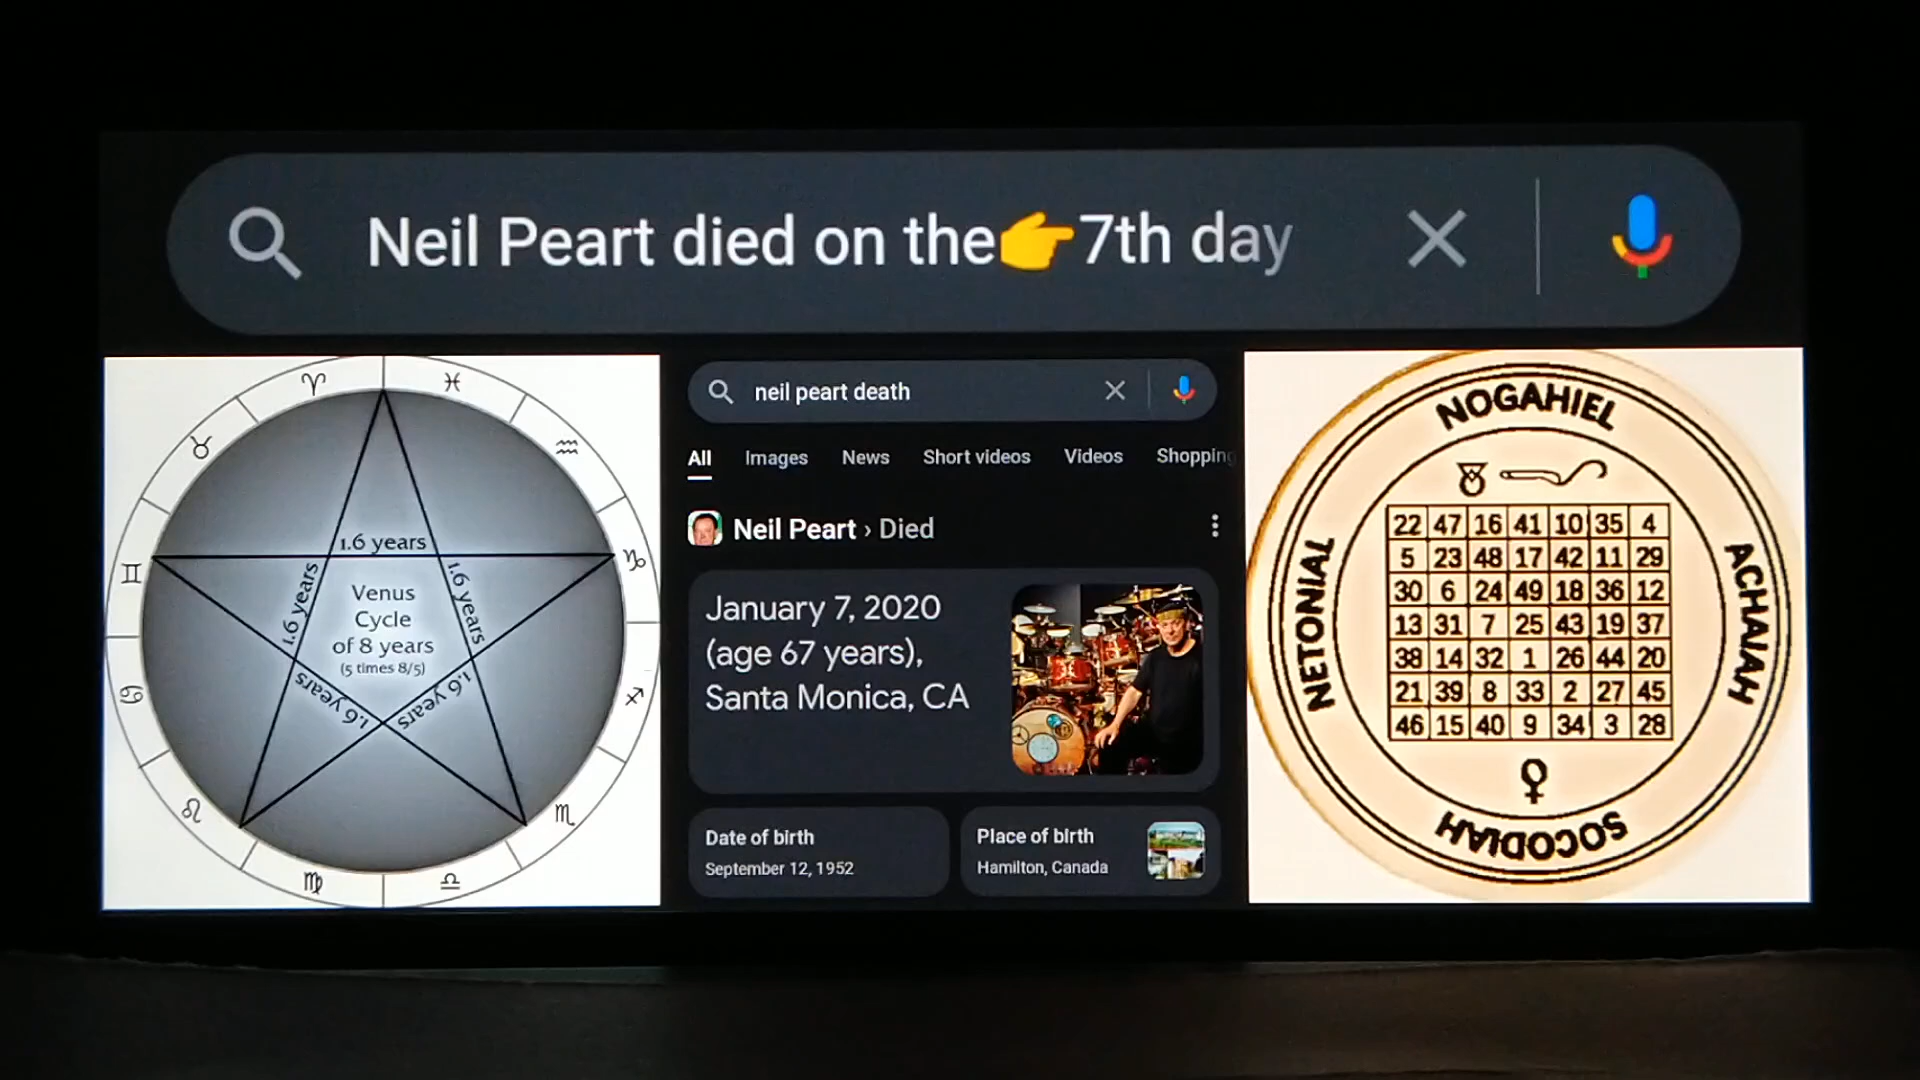 Neil Peart died on the👉7th day
♈ ♓
♉ ♒
♊ ♑
♋ ♐
♌ ♏
♍ ♎
1.6 years
1.6 years
1.6 years
1.6 years
1.6 years
Venus
Cycle
of 8 years
(5 times 8/5)
neil peart death
All Images News Short videos Videos Shopping
Neil Peart › Died
January 7, 2020
(age 67 years),
Santa Monica, CA
Date of birth
September 12, 1952
Place of birth
Hamilton, Canada
NOGAHIEL
ACHAIAH
SOCODIAH
NETONIAL
22 47 16 41 10 35 4
5 23 48 17 42 11 29
30 6 24 49 18 36 12
13 31 7 25 43 19 37
38 14 32 1 26 44 20
21 39 8 33 2 27 45
46 15 40 9 34 3 28
♀